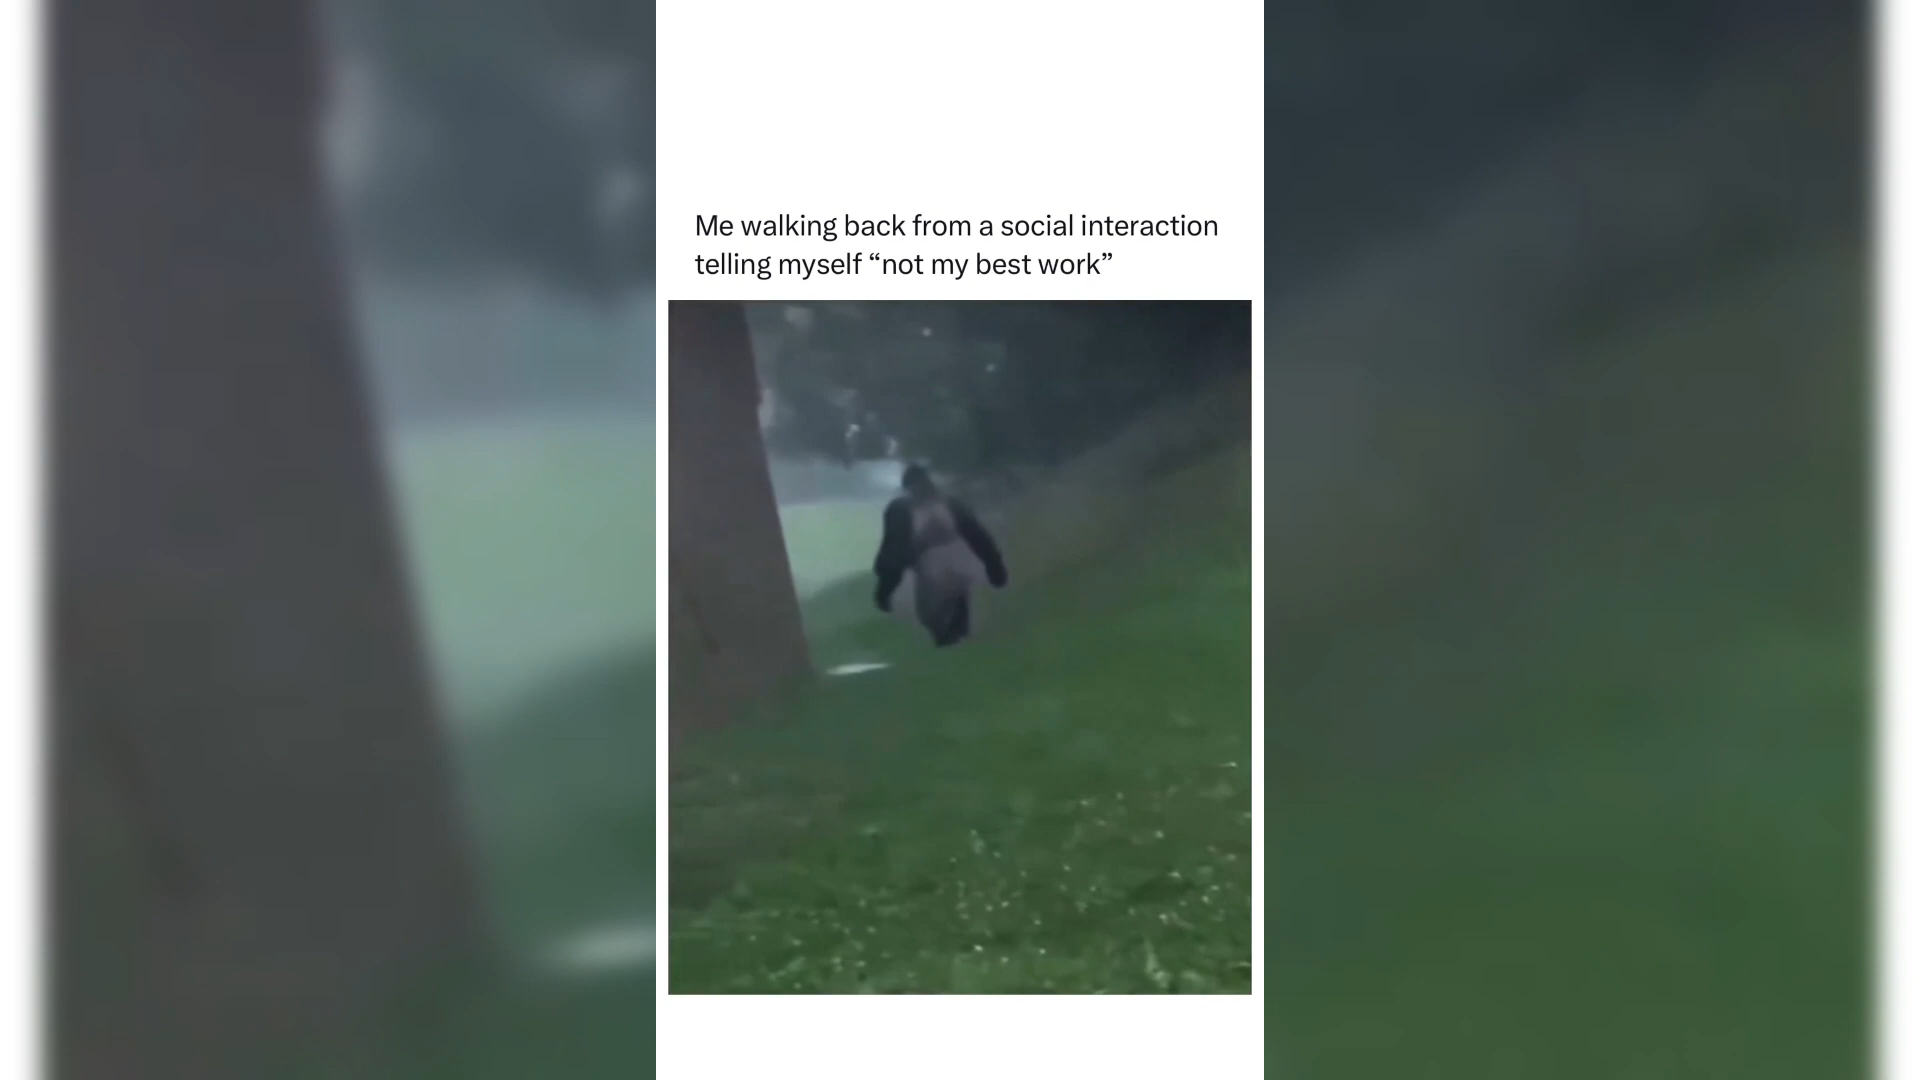 Me walking back from a social interaction
telling myself “not my best work”